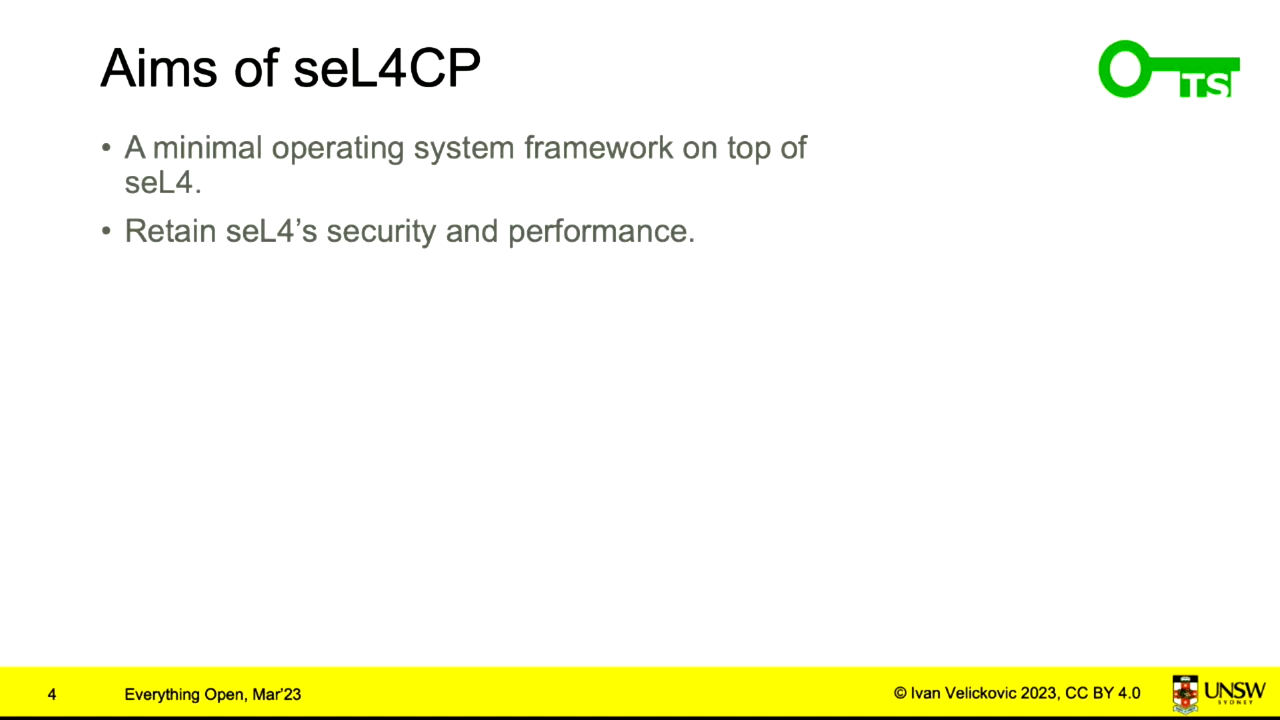 Aims of seL4CP
TS
• A minimal operating system framework on top of
seL4.
• Retain seL4’s security and performance.
4
Everything Open, Mar’23
© Ivan Velickovic 2023, CC BY 4.0
UNSW
SYDNEY